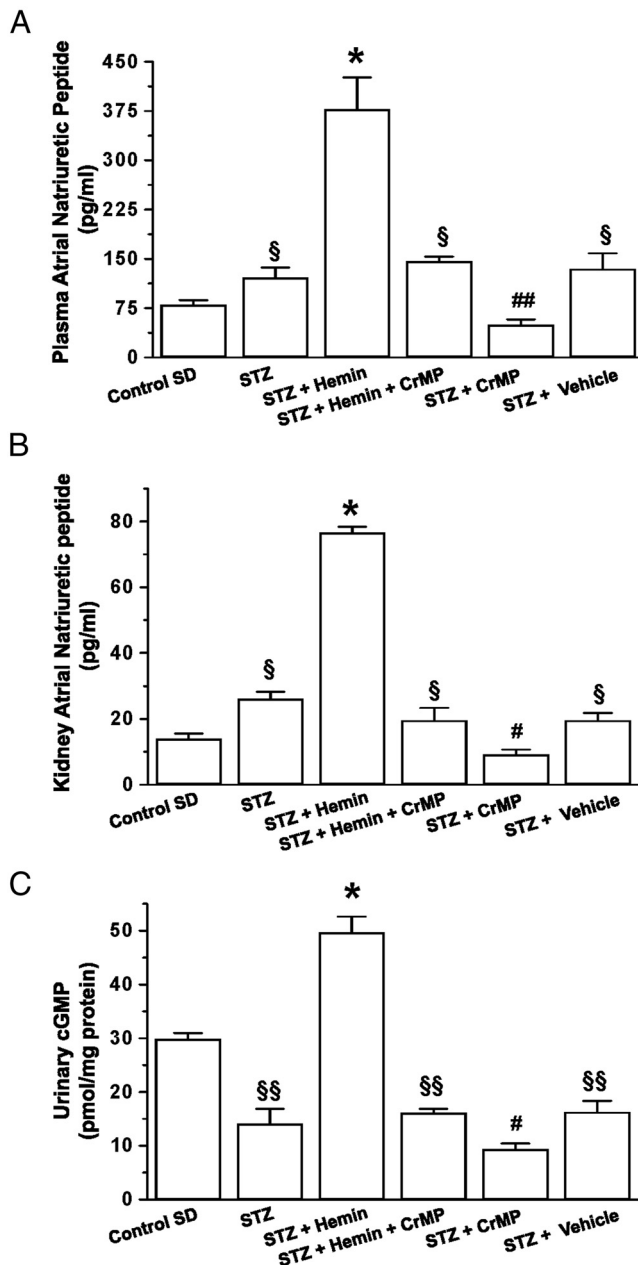 A
Plasma Atrial Natriuretic Peptide
(pg/ml)
450
375
300
225
150
75
0
§
*
§
##
§
Control SD
STZ
STZ + Hemin
STZ + Hemin + CrMP
STZ + CrMP
STZ + Vehicle
B
Kidney Atrial Natriuretic peptide
(pg/ml)
80
60
40
20
0
§
*
§
#
§
Control SD
STZ
STZ + Hemin
STZ + Hemin + CrMP
STZ + CrMP
STZ + Vehicle
C
Urinary cGMP
(pmol/mg protein)
50
40
30
20
10
0
§§
*
§§
#
§§
Control SD
STZ
STZ + Hemin
STZ + Hemin + CrMP
STZ + CrMP
STZ + Vehicle